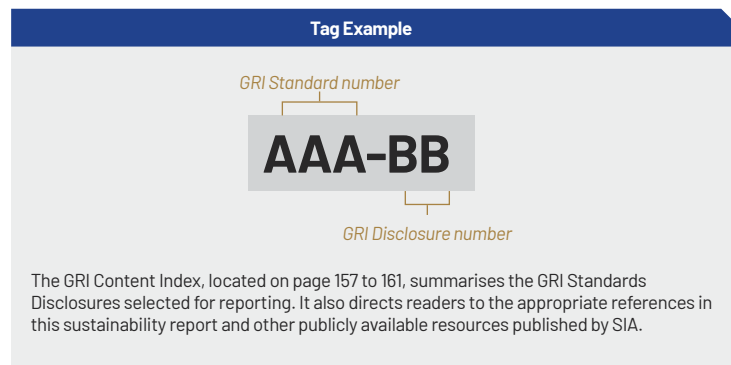 Tag Example
GRI Standard number
AAA-BB
GRI Disclosure number
The GRI Content Index, located on page 157 to 161, summarises the GRI Standards
Disclosures selected for reporting. It also directs readers to the appropriate references in
this sustainability report and other publicly available resources published by SIA.